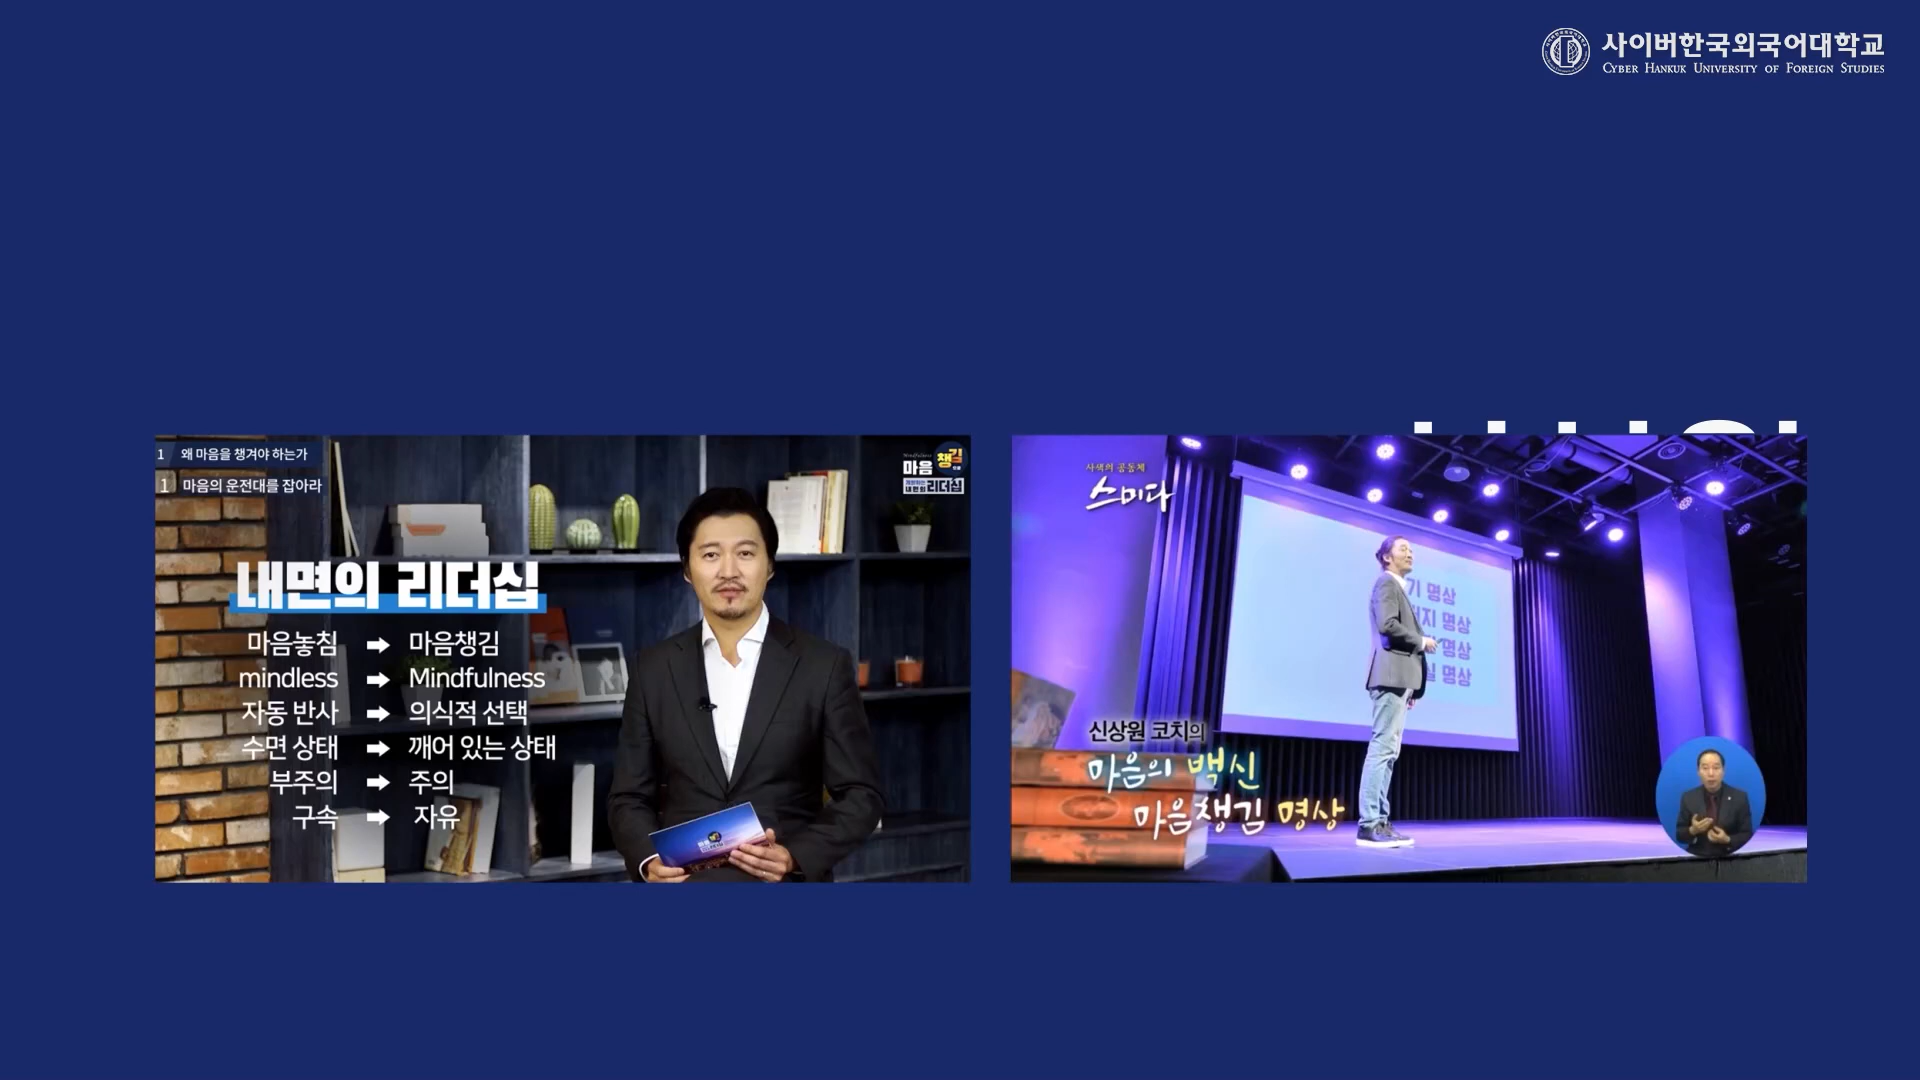 사이버한국외국어대학교
CYBER HANKUK UNIVERSITY OF FOREIGN STUDIES
1 왜 마음을 챙겨야 하는가
1 마음의 운전대를 잡아라
Mindfulness
마음 챙김
내면의 리더십
내면의 리더십
마음놓침 ➡ 마음챙김
mindless ➡ Mindfulness
자동 반사 ➡ 의식적 선택
수면 상태 ➡ 깨어 있는 상태
부주의 ➡ 주의
구속 ➡ 자유
사색의 공동체
스미다
기 명상
지 명상
명상
명상
신상원 코치의
마음의 백신
마음챙김 명상